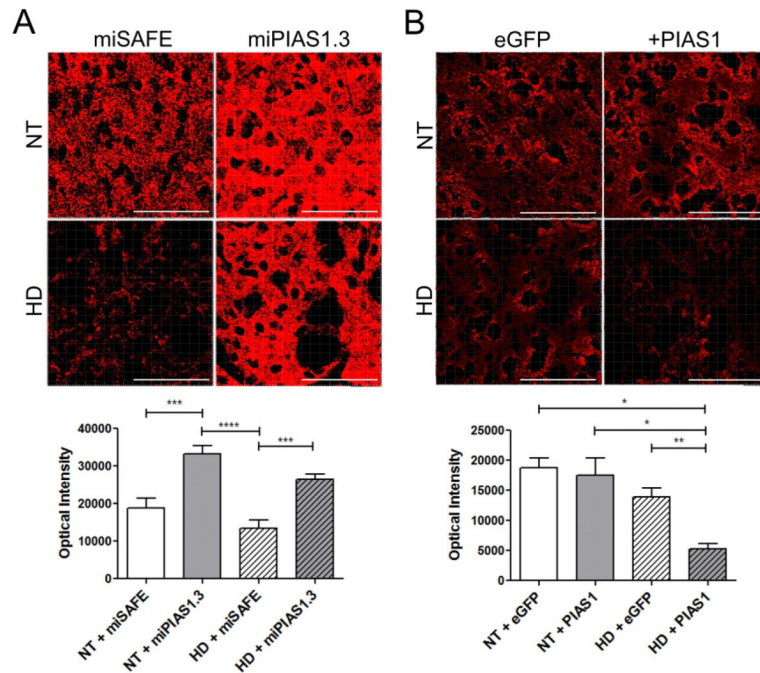 A
miSAFE miPIAS1.3
NT
HD
***
****
***
40000
30000
20000
10000
0
Optical Intensity
NT + miSAFE
NT + miPIAS1.3
HD + miSAFE
HD + miPIAS1.3
B
eGFP +PIAS1
NT
HD
*
*
**
25000
20000
15000
10000
5000
0
Optical Intensity
NT + eGFP
NT + PIAS1
HD + eGFP
HD + PIAS1